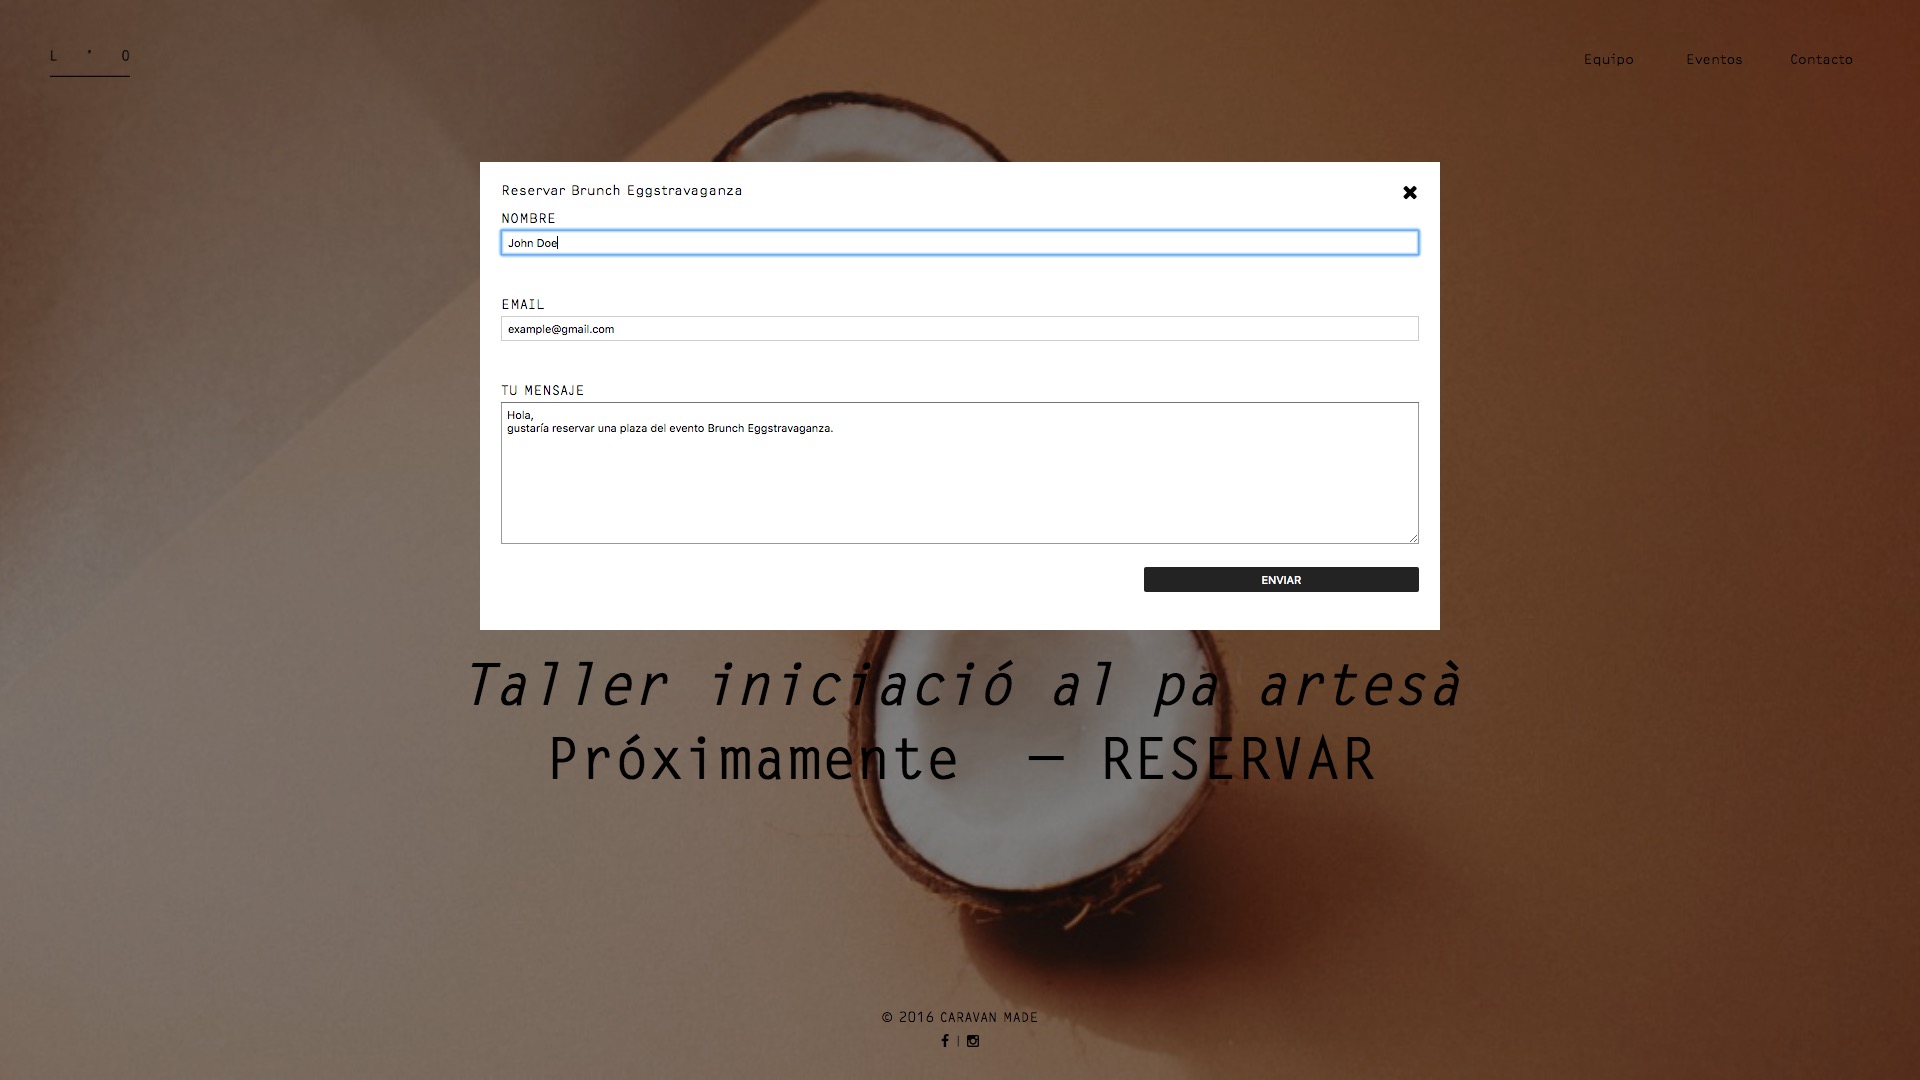 L ' O
Equipo Eventos Contacto
Reservar Brunch Eggstravaganza
NOMBRE
John Doe
EMAIL
example@gmail.com
TU MENSAJE
Hola,
gustaría reservar una plaza del evento Brunch Eggstravaganza.
ENVIAR
Taller iniciació al pa artesà
Próximamente — RESERVAR
© 2016 CARAVAN MADE